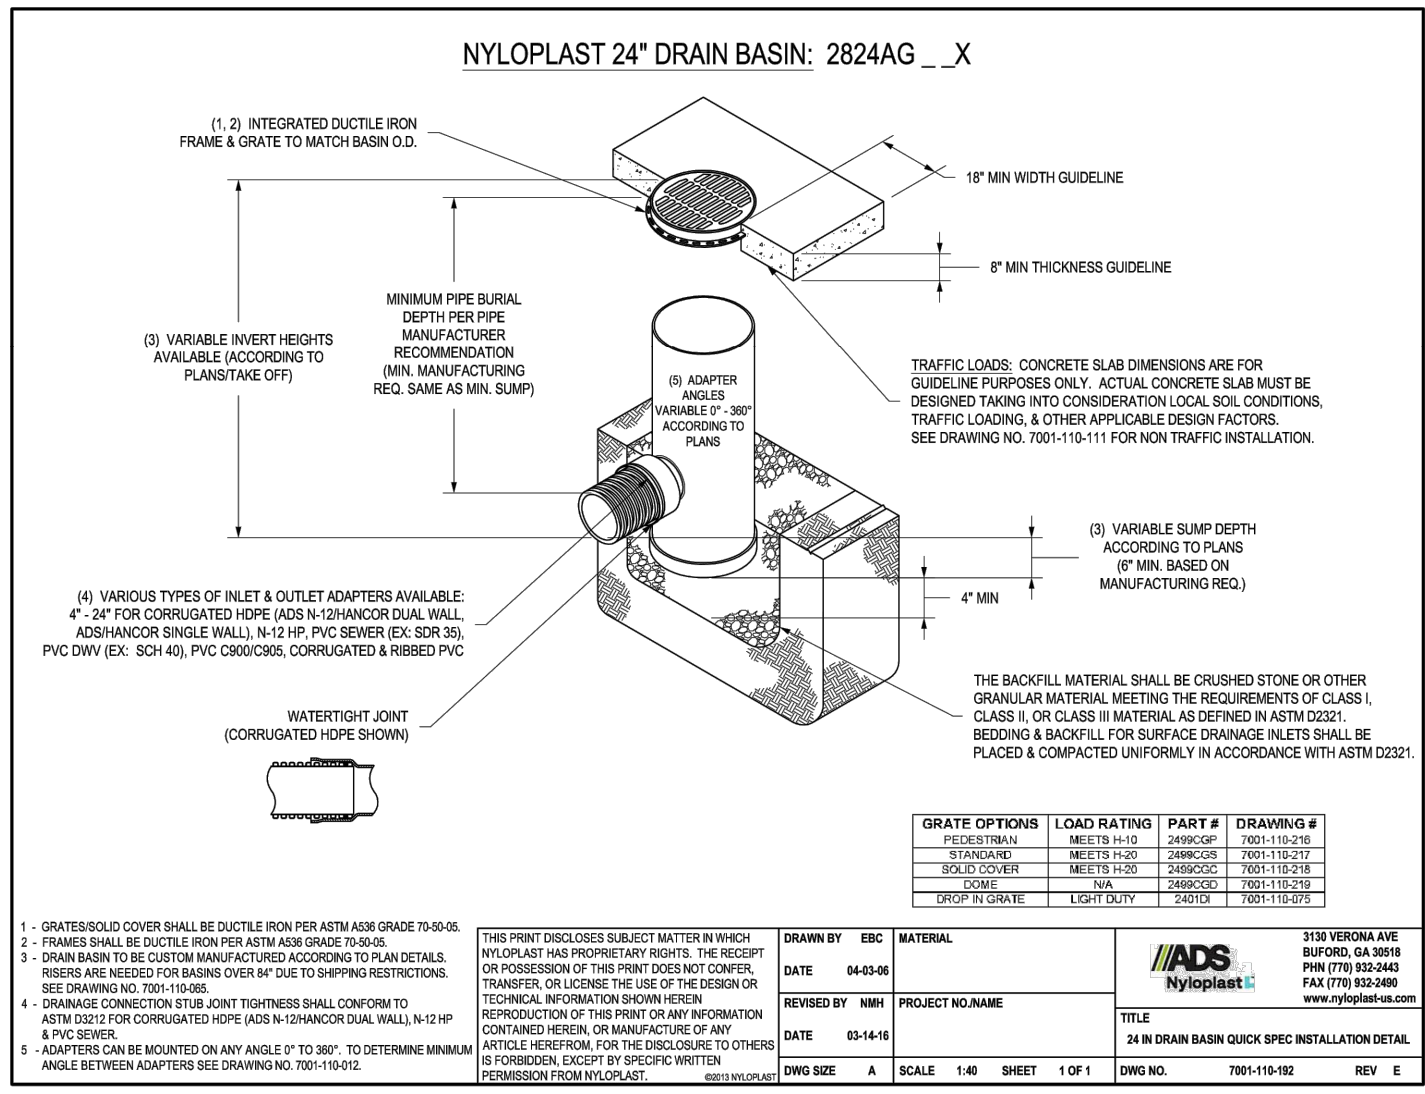 NYLOPLAST 24" DRAIN BASIN:  2824AG _ _X
(1, 2)  INTEGRATED DUCTILE IRON
FRAME & GRATE TO MATCH BASIN O.D.
18" MIN WIDTH GUIDELINE
8" MIN THICKNESS GUIDELINE
MINIMUM PIPE BURIAL
DEPTH PER PIPE
MANUFACTURER
RECOMMENDATION
(MIN. MANUFACTURING
REQ. SAME AS MIN. SUMP)
(3)  VARIABLE INVERT HEIGHTS
AVAILABLE (ACCORDING TO
PLANS/TAKE OFF)
(5)  ADAPTER
ANGLES
VARIABLE 0° - 360°
ACCORDING TO
PLANS
TRAFFIC LOADS:  CONCRETE SLAB DIMENSIONS ARE FOR
GUIDELINE PURPOSES ONLY.  ACTUAL CONCRETE SLAB MUST BE
DESIGNED TAKING INTO CONSIDERATION LOCAL SOIL CONDITIONS,
TRAFFIC LOADING, & OTHER APPLICABLE DESIGN FACTORS.
SEE DRAWING NO. 7001-110-111 FOR NON TRAFFIC INSTALLATION.
(3)  VARIABLE SUMP DEPTH
ACCORDING TO PLANS
(6" MIN. BASED ON
MANUFACTURING REQ.)
4" MIN
(4)  VARIOUS TYPES OF INLET & OUTLET ADAPTERS AVAILABLE:
4" - 24" FOR CORRUGATED HDPE (ADS N-12/HANCOR DUAL WALL,
ADS/HANCOR SINGLE WALL), N-12 HP, PVC SEWER (EX: SDR 35),
PVC DWV (EX:  SCH 40), PVC C900/C905, CORRUGATED & RIBBED PVC
WATERTIGHT JOINT
(CORRUGATED HDPE SHOWN)
THE BACKFILL MATERIAL SHALL BE CRUSHED STONE OR OTHER
GRANULAR MATERIAL MEETING THE REQUIREMENTS OF CLASS I,
CLASS II, OR CLASS III MATERIAL AS DEFINED IN ASTM D2321.
BEDDING & BACKFILL FOR SURFACE DRAINAGE INLETS SHALL BE
PLACED & COMPACTED UNIFORMLY IN ACCORDANCE WITH ASTM D2321.
GRATE OPTIONS LOAD RATING PART # DRAWING #
PEDESTRIAN MEETS H-10 2499CGP 7001-110-216
STANDARD MEETS H-20 2499CGS 7001-110-217
SOLID COVER MEETS H-20 2499CGC 7001-110-218
DOME N/A 2499CGD 7001-110-219
DROP IN GRATE LIGHT DUTY 2401DI 7001-110-075
1 - GRATES/SOLID COVER SHALL BE DUCTILE IRON PER ASTM A536 GRADE 70-50-05.
2 - FRAMES SHALL BE DUCTILE IRON PER ASTM A536 GRADE 70-50-05.
3 - DRAIN BASIN TO BE CUSTOM MANUFACTURED ACCORDING TO PLAN DETAILS.
RISERS ARE NEEDED FOR BASINS OVER 84" DUE TO SHIPPING RESTRICTIONS.
SEE DRAWING NO. 7001-110-065.
4 - DRAINAGE CONNECTION STUB JOINT TIGHTNESS SHALL CONFORM TO
ASTM D3212 FOR CORRUGATED HDPE (ADS N-12/HANCOR DUAL WALL), N-12 HP
& PVC SEWER.
5 - ADAPTERS CAN BE MOUNTED ON ANY ANGLE 0° TO 360°.  TO DETERMINE MINIMUM
ANGLE BETWEEN ADAPTERS SEE DRAWING NO. 7001-110-012.
THIS PRINT DISCLOSES SUBJECT MATTER IN WHICH
NYLOPLAST HAS PROPRIETARY RIGHTS.  THE RECEIPT
OR POSSESSION OF THIS PRINT DOES NOT CONFER,
TRANSFER, OR LICENSE THE USE OF THE DESIGN OR
TECHNICAL INFORMATION SHOWN HEREIN
REPRODUCTION OF THIS PRINT OR ANY INFORMATION
CONTAINED HEREIN, OR MANUFACTURE OF ANY
ARTICLE HEREFROM, FOR THE DISCLOSURE TO OTHERS
IS FORBIDDEN, EXCEPT BY SPECIFIC WRITTEN
PERMISSION FROM NYLOPLAST.
©2013 NYLOPLAST
DRAWN BY EBC
DATE 04-03-06
REVISED BY NMH
DATE 03-14-16
DWG SIZE A
MATERIAL
PROJECT NO./NAME
SCALE 1:40 SHEET 1 OF 1
ADS
Nyloplast
3130 VERONA AVE
BUFORD, GA 30518
PHN (770) 932-2443
FAX (770) 932-2490
www.nyloplast-us.com
TITLE
24 IN DRAIN BASIN QUICK SPEC INSTALLATION DETAIL
DWG NO. 7001-110-192 REV E